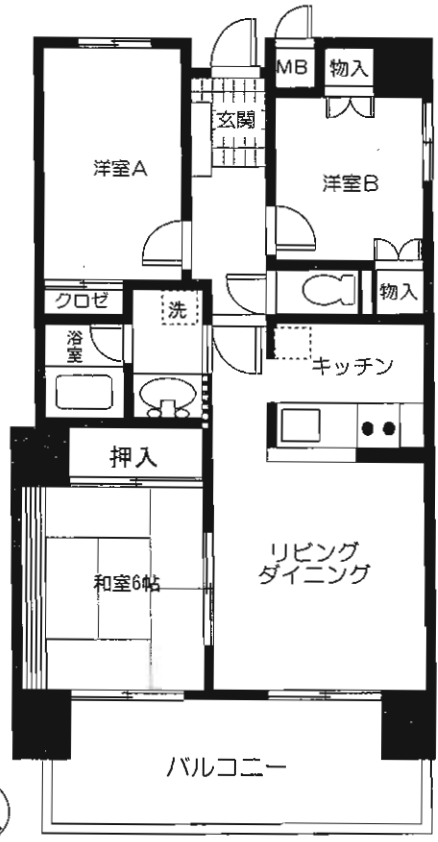 MB
物入
玄関
洋室A
洋室B
物入
クロゼ
洗
浴室
キッチン
押入
リビング
ダイニング
和室6帖
バルコニー